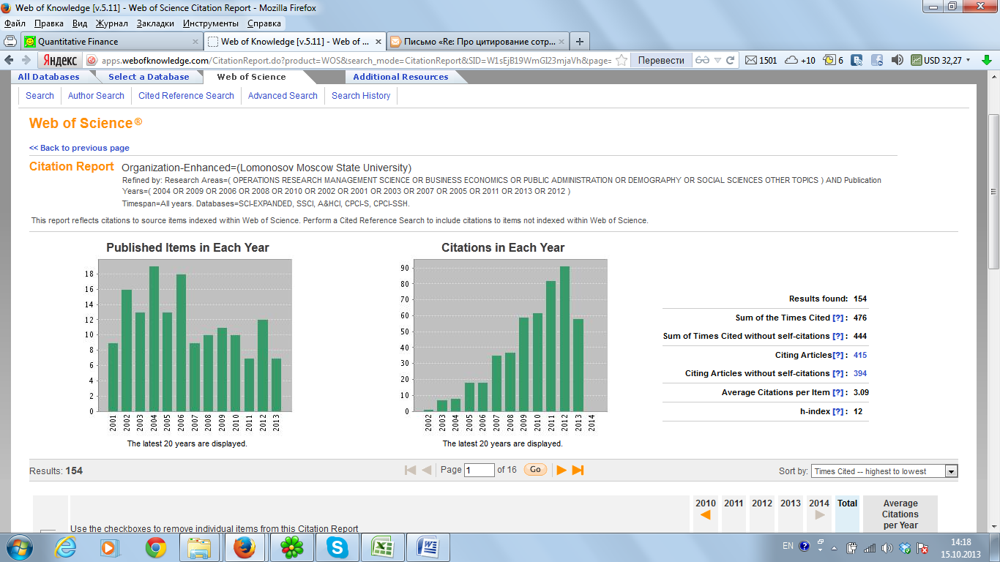 Web of Knowledge [v.5.11] - Web of Science Citation Report - Mozilla Firefox
Файл Правка Вид Журнал Закладки Инструменты Справка
Quantitative Finance × Web of Knowledge [v.5.11] - Web of ... × Письмо «Re: Про цитирование сотр... × +
Яндекс apps.webofknowledge.com/CitationReport.do?product=WOS&search_mode=CitationReport&SID=W1sEjB19WmGI23mjaVh&page= Перевести 1501 +10 6 USD 32,27
All Databases Select a Database Web of Science Additional Resources
Search Author Search Cited Reference Search Advanced Search Search History
Web of Science®
<< Back to previous page
Citation Report Organization-Enhanced=(Lomonosov Moscow State University)
Refined by: Research Areas=( OPERATIONS RESEARCH MANAGEMENT SCIENCE OR BUSINESS ECONOMICS OR PUBLIC ADMINISTRATION OR DEMOGRAPHY OR SOCIAL SCIENCES OTHER TOPICS ) AND Publication
Years=( 2004 OR 2009 OR 2006 OR 2008 OR 2010 OR 2002 OR 2001 OR 2003 OR 2007 OR 2005 OR 2011 OR 2013 OR 2012 )
Timespan=All years. Databases=SCI-EXPANDED, SSCI, A&HCI, CPCI-S, CPCI-SSH.
This report reflects citations to source items indexed within Web of Science. Perform a Cited Reference Search to include citations to items not indexed within Web of Science.
Published Items in Each Year
18
16
14
12
10
8
6
4
2
0
2001 2002 2003 2004 2005 2006 2007 2008 2009 2010 2011 2012 2013
The latest 20 years are displayed.
Citations in Each Year
90
80
70
60
50
40
30
20
10
0
2002 2003 2004 2005 2006 2007 2008 2009 2010 2011 2012 2013 2014
The latest 20 years are displayed.
Results found: 154
Sum of the Times Cited [?] : 476
Sum of Times Cited without self-citations [?] : 444
Citing Articles[?] : 415
Citing Articles without self-citations [?] : 394
Average Citations per Item [?] : 3.09
h-index [?] : 12
Results: 154 Page 1 of 16 Go Sort by: Times Cited -- highest to lowest
2010 2011 2012 2013 2014 Total Average
Citations
per Year
Use the checkboxes to remove individual items from this Citation Report
EN 14:18
15.10.2013